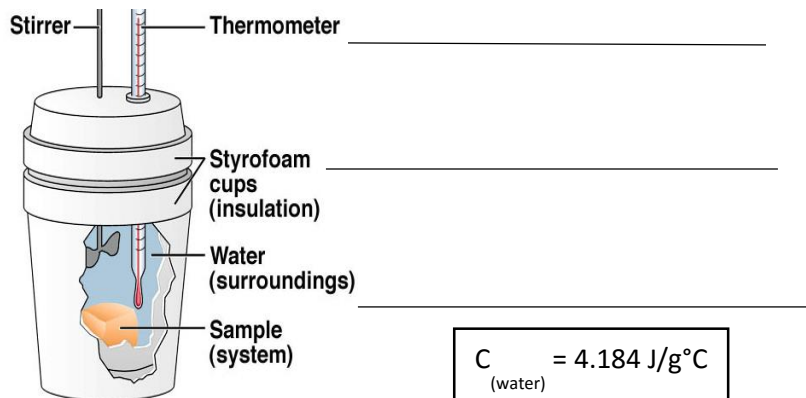 Stirrer
Thermometer
Styrofoam
cups
(insulation)
Water
(surroundings)
Sample
(system)
C(water) = 4.184 J/g°C